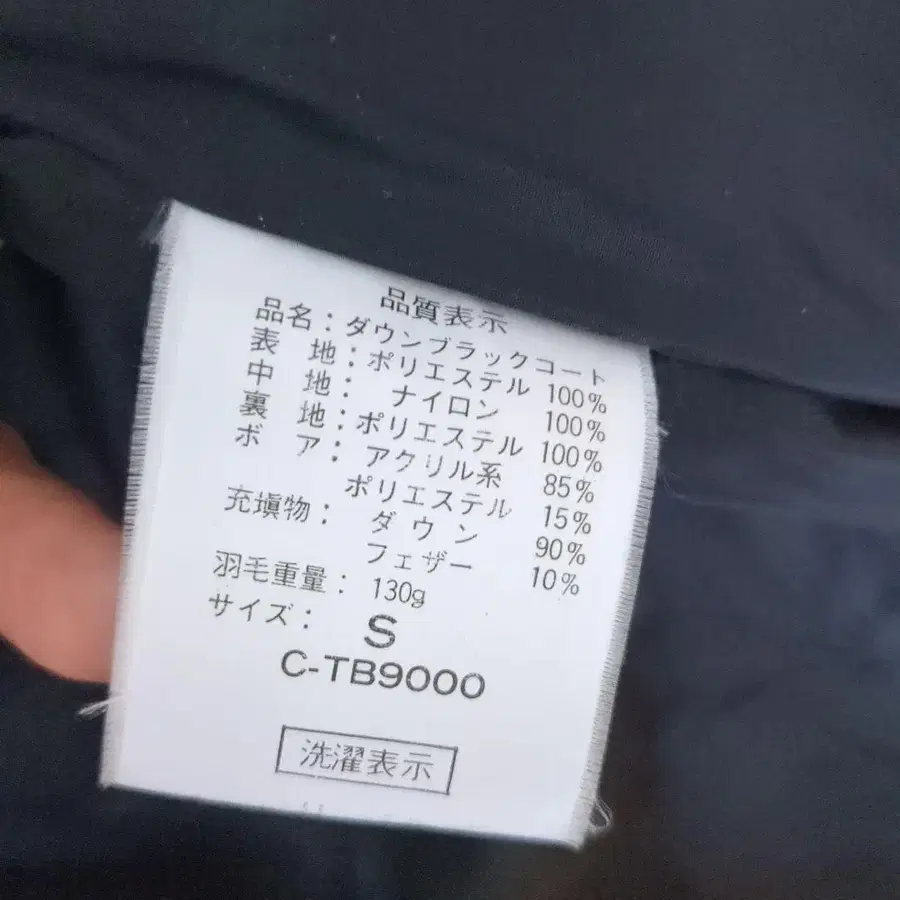 品質表示
品名：ダウンブラックコート
表 地：ポリエステル 100%
中 地： ナイロン 100%
裏 地：ポリエステル 100%
ボ ア： アクリル系 85%
ポリエステル 15%
充填物： ダ ウ ン 90%
フェザー 10%
羽毛重量： 130g
サイズ： S
C-TB9000
洗濯表示